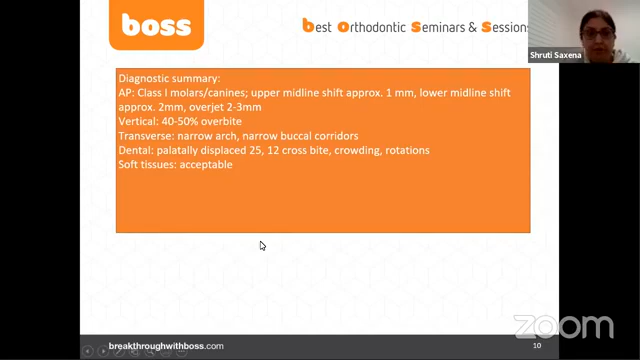 boss
best Orthodontic Seminars & Sessions
Shruti Saxena
Diagnostic summary:
AP: Class I molars/canines; upper midline shift approx. 1 mm, lower midline shift
approx. 2mm, overjet 2-3mm
Vertical: 40-50% overbite
Transverse: narrow arch, narrow buccal corridors
Dental: palatally displaced 25, 12 cross bite, crowding, rotations
Soft tissues: acceptable
breakthroughwithboss.com
10
zoom